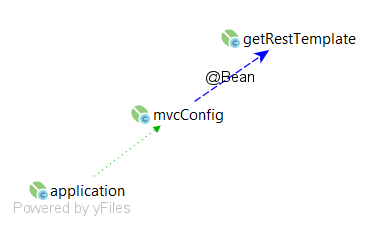 getRestTemplate
@Bean
mvcConfig
application
Powered by yFiles